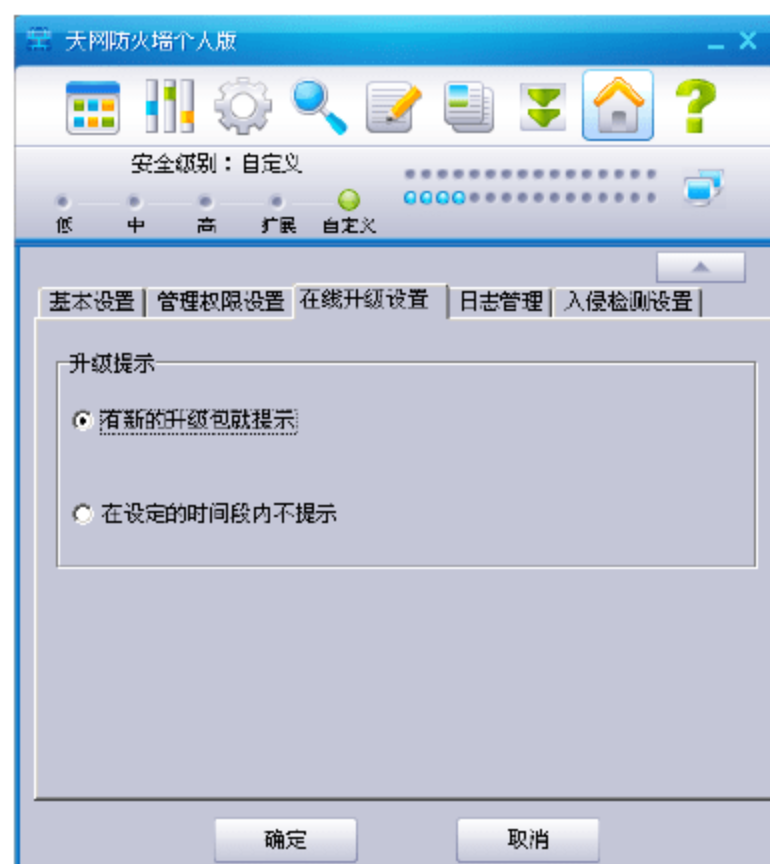 天网防火墙个人版
安全级别：自定义
低 中 高 扩展 自定义
基本设置 管理权限设置 在线升级设置 日志管理 入侵检测设置
升级提示
有新的升级包就提示
在设定的时间段内不提示
确定 取消